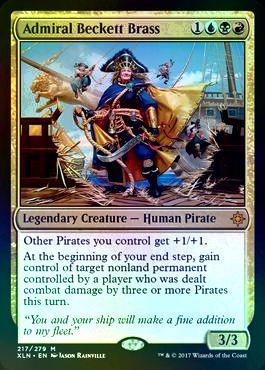 Admiral Beckett Brass 1
Legendary Creature — Human Pirate
Other Pirates you control get +1/+1.
At the beginning of your end step, gain
control of target nonland permanent
controlled by a player who was dealt
combat damage by three or more Pirates
this turn.
“You and your ship will make a fine addition
to my fleet.”
3/3
217/279 M
XLN • EN Jason Rainville
™ & © 2017 Wizards of the Coast